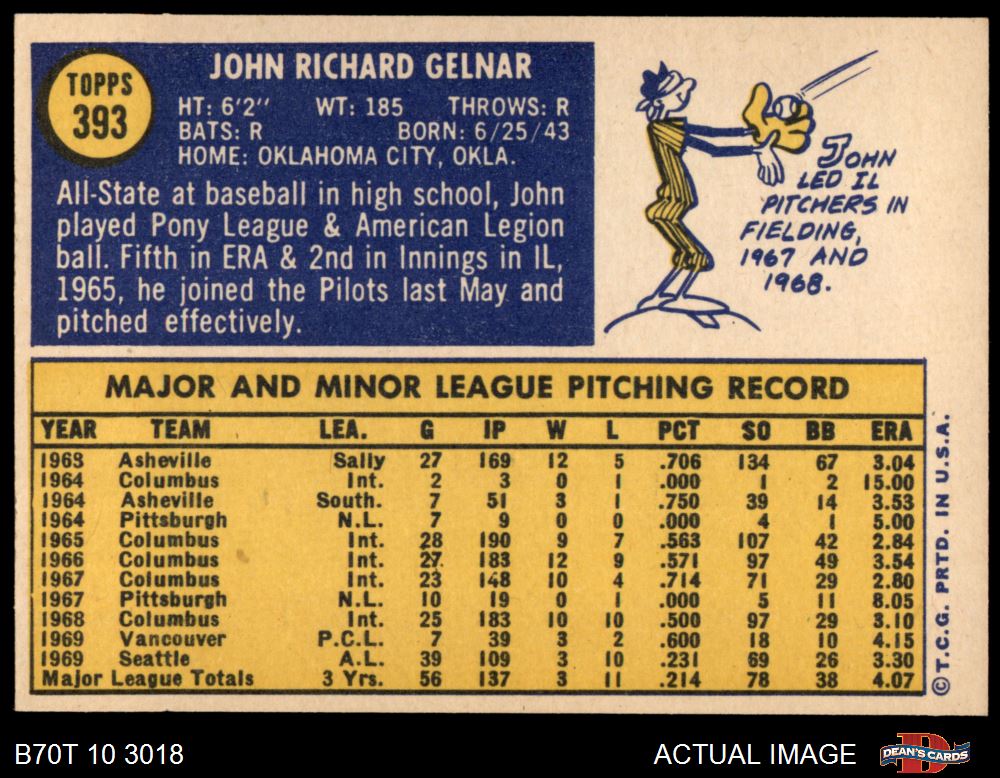 TOPPS
393
JOHN RICHARD GELNAR
HT: 6'2" WT: 185 THROWS: R
BATS: R BORN: 6/25/43
HOME: OKLAHOMA CITY, OKLA.
All-State at baseball in high school, John
played Pony League & American Legion
ball. Fifth in ERA & 2nd in Innings in IL,
1965, he joined the Pilots last May and
pitched effectively.
JOHN
LED IL
PITCHERS IN
FIELDING,
1967 AND
1968.
MAJOR AND MINOR LEAGUE PITCHING RECORD
YEAR TEAM LEA. G IP W L PCT SO BB ERA
1963 Asheville Sally 27 169 12 5 .706 134 67 3.04
1964 Columbus Int. 2 3 0 1 .000 1 2 15.00
1964 Asheville South. 7 51 3 1 .750 39 14 3.53
1964 Pittsburgh N.L. 7 9 0 0 .000 4 1 5.00
1965 Columbus Int. 28 190 9 7 .563 107 42 2.84
1966 Columbus Int. 27 183 12 9 .571 97 49 3.54
1967 Columbus Int. 23 148 10 4 .714 71 29 2.80
1967 Pittsburgh N.L. 10 19 0 1 .000 5 11 8.05
1968 Columbus Int. 25 183 10 10 .500 97 29 3.10
1969 Vancouver P.C.L. 7 39 3 2 .600 18 10 4.15
1969 Seattle A.L. 39 109 3 10 .231 69 26 3.30
Major League Totals 3 Yrs. 56 137 3 11 .214 78 38 4.07
© T.C.G. PRTD. IN U.S.A.
B70T 10 3018
ACTUAL IMAGE
D
DEAN'S CARDS